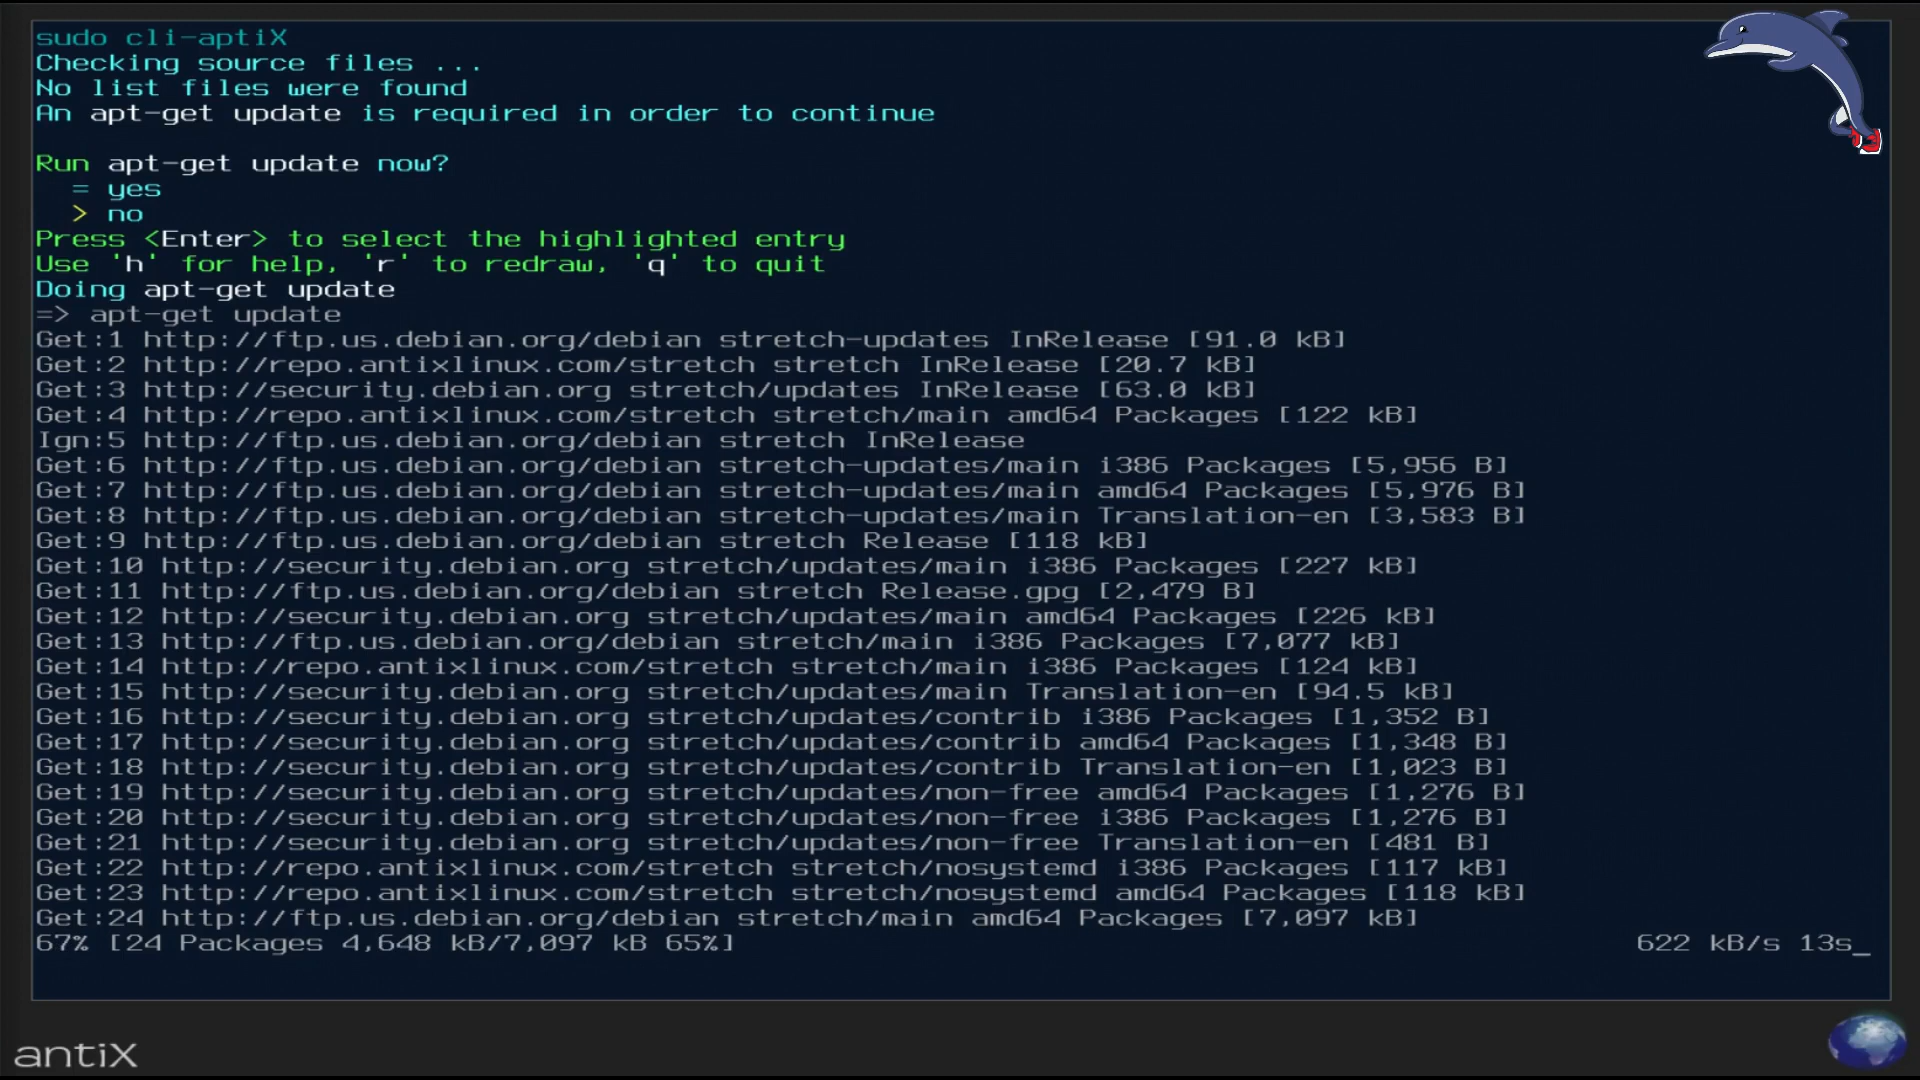 sudo cli-aptiX
Checking source files ...
No list files were found
An apt-get update is required in order to continue
Run apt-get update now?
= yes
> no
Press <Enter> to select the highlighted entry
Use 'h' for help, 'r' to redraw, 'q' to quit
Doing apt-get update
=> apt-get update
Get:1 http://ftp.us.debian.org/debian stretch-updates InRelease [91.0 kB]
Get:2 http://repo.antixlinux.com/stretch stretch InRelease [20.7 kB]
Get:3 http://security.debian.org stretch/updates InRelease [63.0 kB]
Get:4 http://repo.antixlinux.com/stretch stretch/main amd64 Packages [122 kB]
Ign:5 http://ftp.us.debian.org/debian stretch InRelease
Get:6 http://ftp.us.debian.org/debian stretch-updates/main i386 Packages [5,956 B]
Get:7 http://ftp.us.debian.org/debian stretch-updates/main amd64 Packages [5,976 B]
Get:8 http://ftp.us.debian.org/debian stretch-updates/main Translation-en [3,583 B]
Get:9 http://ftp.us.debian.org/debian stretch Release [118 kB]
Get:10 http://security.debian.org stretch/updates/main i386 Packages [227 kB]
Get:11 http://ftp.us.debian.org/debian stretch Release.gpg [2,479 B]
Get:12 http://security.debian.org stretch/updates/main amd64 Packages [226 kB]
Get:13 http://ftp.us.debian.org/debian stretch/main i386 Packages [7,077 kB]
Get:14 http://repo.antixlinux.com/stretch stretch/main i386 Packages [124 kB]
Get:15 http://security.debian.org stretch/updates/main Translation-en [94.5 kB]
Get:16 http://security.debian.org stretch/updates/contrib i386 Packages [1,352 B]
Get:17 http://security.debian.org stretch/updates/contrib amd64 Packages [1,348 B]
Get:18 http://security.debian.org stretch/updates/contrib Translation-en [1,023 B]
Get:19 http://security.debian.org stretch/updates/non-free amd64 Packages [1,276 B]
Get:20 http://security.debian.org stretch/updates/non-free i386 Packages [1,276 B]
Get:21 http://security.debian.org stretch/updates/non-free Translation-en [481 B]
Get:22 http://repo.antixlinux.com/stretch stretch/nosystemd i386 Packages [117 kB]
Get:23 http://repo.antixlinux.com/stretch stretch/nosystemd amd64 Packages [118 kB]
Get:24 http://ftp.us.debian.org/debian stretch/main amd64 Packages [7,097 kB]
67% [24 Packages 4,648 kB/7,097 kB 65%] 622 kB/s 13s_
antiX